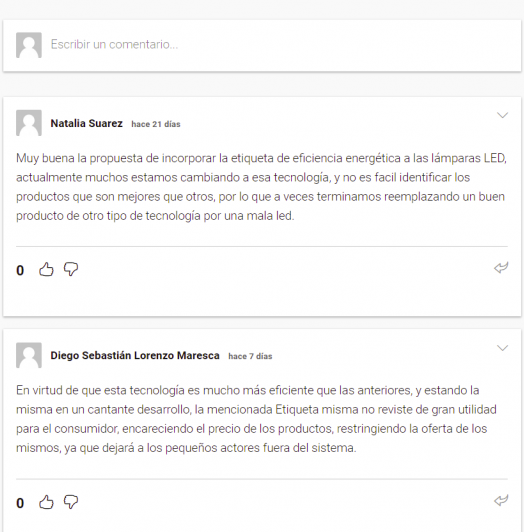 Escribir un comentario...
Natalia Suarez hace 21 días
Muy buena la propuesta de incorporar la etiqueta de eficiencia energética a las lámparas LED,
actualmente muchos estamos cambiando a esa tecnología, y no es facil identificar los
productos que son mejores que otros, por lo que a veces terminamos reemplazando un buen
producto de otro tipo de tecnología por una mala led.
0
Diego Sebastián Lorenzo Maresca hace 7 días
En virtud de que esta tecnología es mucho más eficiente que las anteriores, y estando la
misma en un cantante desarrollo, la mencionada Etiqueta misma no reviste de gran utilidad
para el consumidor, encareciendo el precio de los productos, restringiendo la oferta de los
mismos, ya que dejará a los pequeños actores fuera del sistema.
0